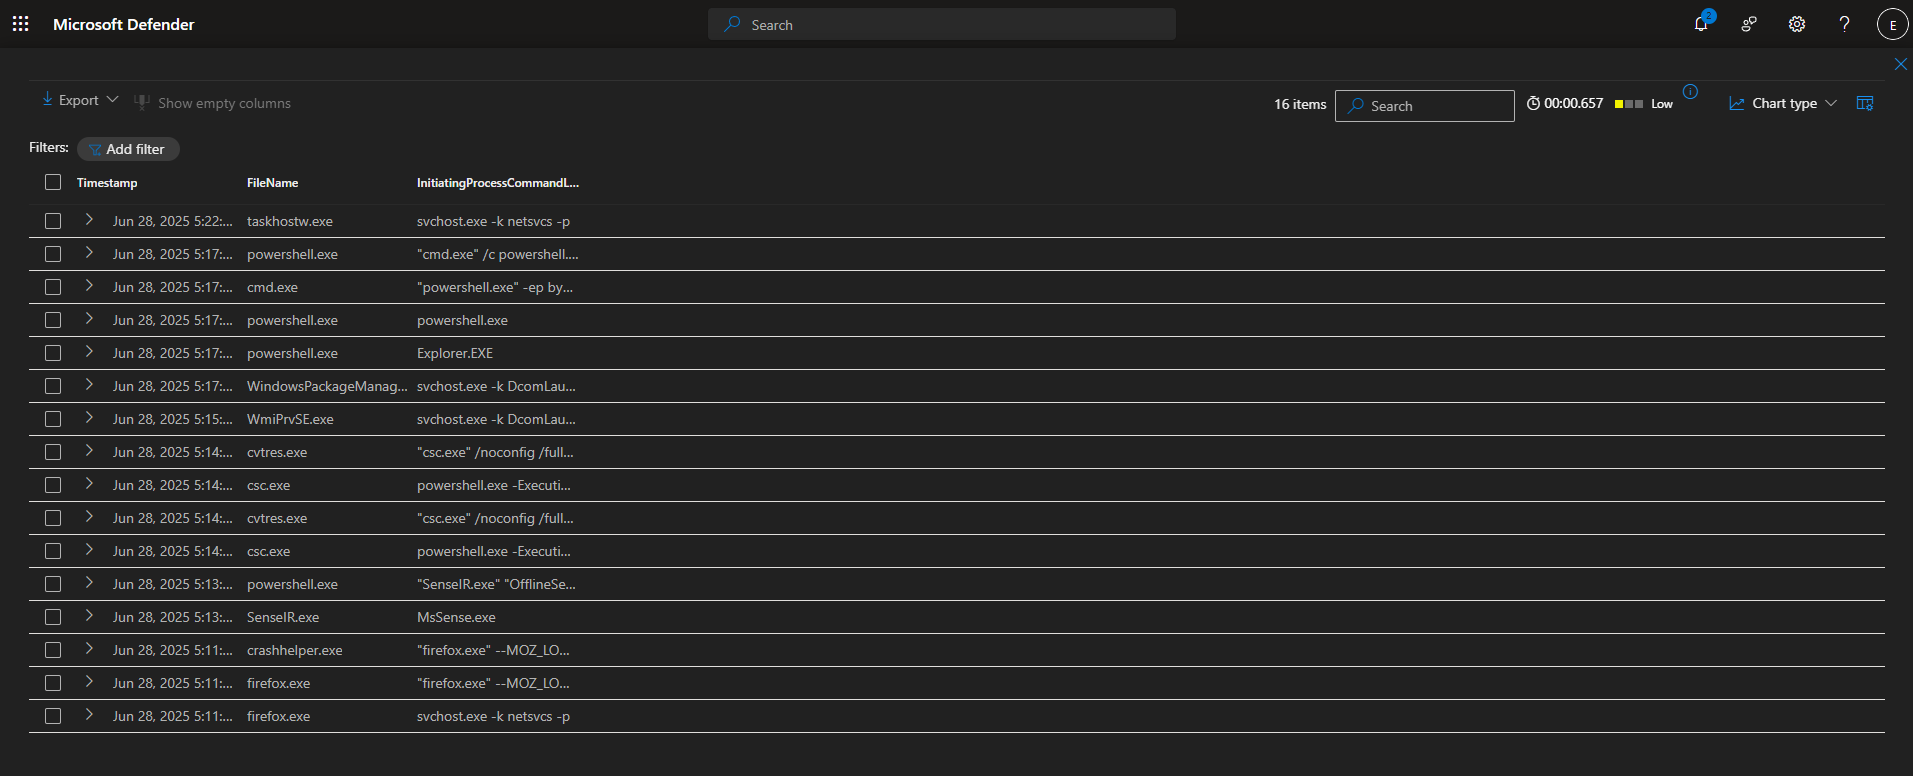 Microsoft Defender
Search
2
E
Export
Show empty columns
16 items
Search
00:00.657
Low
Chart type
Filters:
Add filter
Timestamp FileName InitiatingProcessCommandL...
Jun 28, 2025 5:22:... taskhostw.exe svchost.exe -k netsvcs -p
Jun 28, 2025 5:17:... powershell.exe "cmd.exe" /c powershell....
Jun 28, 2025 5:17:... cmd.exe "powershell.exe" -ep by...
Jun 28, 2025 5:17:... powershell.exe powershell.exe
Jun 28, 2025 5:17:... powershell.exe Explorer.EXE
Jun 28, 2025 5:17:... WindowsPackageManag... svchost.exe -k DcomLau...
Jun 28, 2025 5:15:... WmiPrvSE.exe svchost.exe -k DcomLau...
Jun 28, 2025 5:14:... cvtres.exe "csc.exe" /noconfig /full...
Jun 28, 2025 5:14:... csc.exe powershell.exe -Executi...
Jun 28, 2025 5:14:... cvtres.exe "csc.exe" /noconfig /full...
Jun 28, 2025 5:14:... csc.exe powershell.exe -Executi...
Jun 28, 2025 5:13:... powershell.exe "SenseIR.exe" "OfflineSe...
Jun 28, 2025 5:13:... SenseIR.exe MsSense.exe
Jun 28, 2025 5:11:... crashhelper.exe "firefox.exe" --MOZ_LO...
Jun 28, 2025 5:11:... firefox.exe "firefox.exe" --MOZ_LO...
Jun 28, 2025 5:11:... firefox.exe svchost.exe -k netsvcs -p